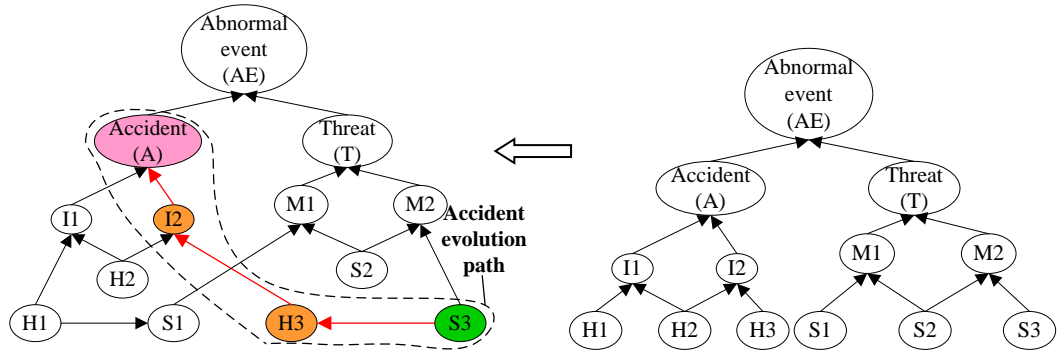 Abnormal
event
(AE)
Accident
(A)
Threat
(T)
I1
I2
M1
M2
Accident
evolution
path
H2
S2
H1
S1
H3
S3
Abnormal
event
(AE)
Accident
(A)
Threat
(T)
I1
I2
M1
M2
H1
H2
H3
S1
S2
S3